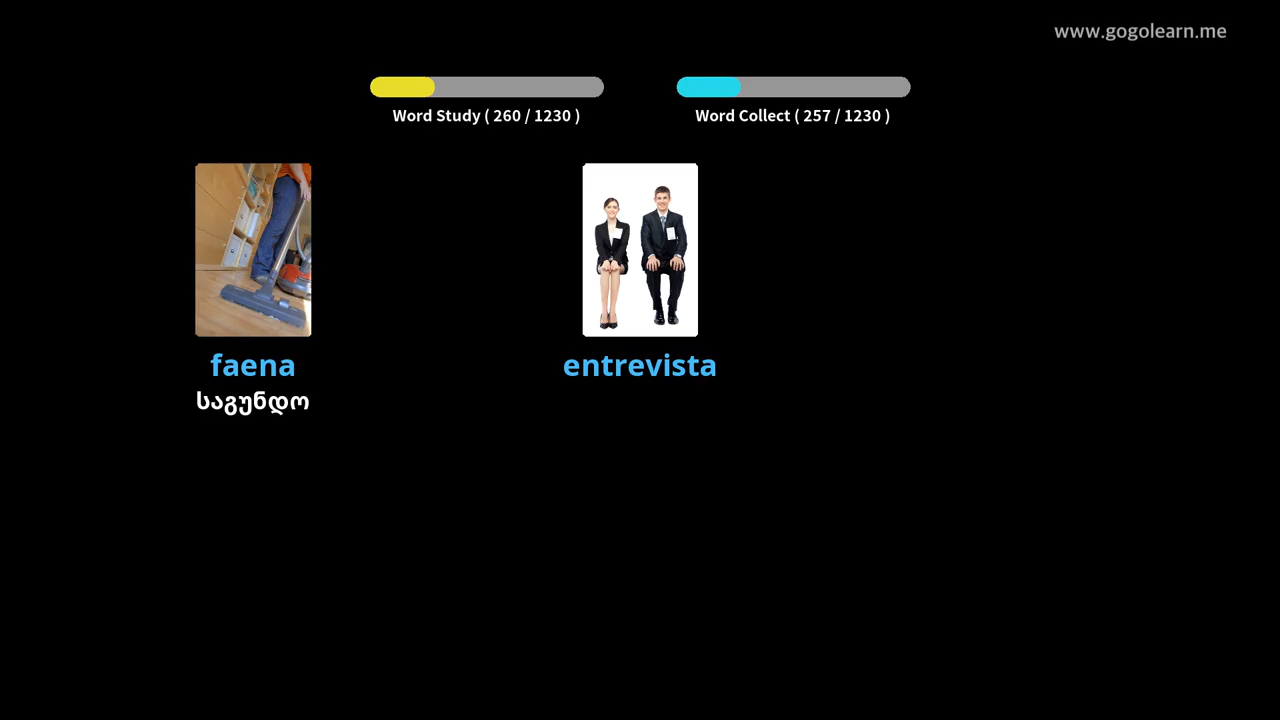 www.gogolearn.me
Word Study ( 260 / 1230 )
Word Collect ( 257 / 1230 )
faena
საგუნდო
entrevista